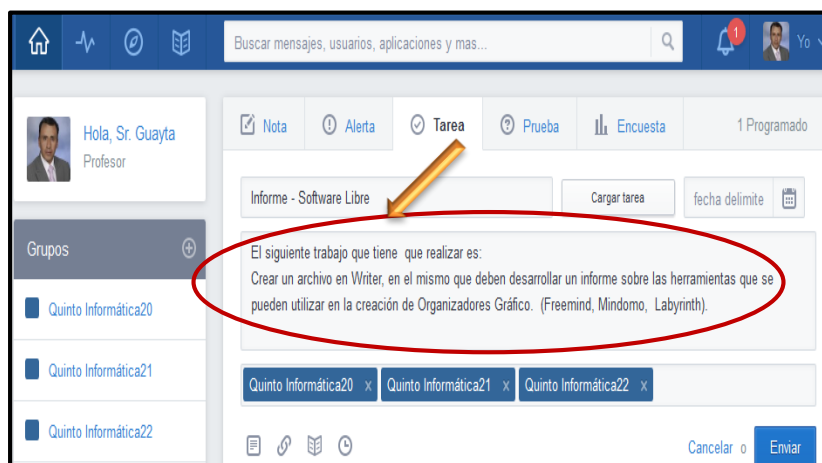 Buscar mensajes, usuarios, aplicaciones y mas...
1
Yo
Hola, Sr. Guayta
Profesor
Nota
Alerta
Tarea
Prueba
Encuesta
1 Programado
Informe - Software Libre
Cargar tarea
fecha delimite
El siguiente trabajo que tiene que realizar es:
Crear un archivo en Writer, en el mismo que deben desarrollar un informe sobre las herramientas que se
pueden utilizar en la creación de Organizadores Gráfico. (Freemind, Mindomo, Labyrinth).
Grupos
Quinto Informática20
Quinto Informática21
Quinto Informática22
Quinto Informática20 x
Quinto Informática21 x
Quinto Informática22 x
Cancelar o
Enviar